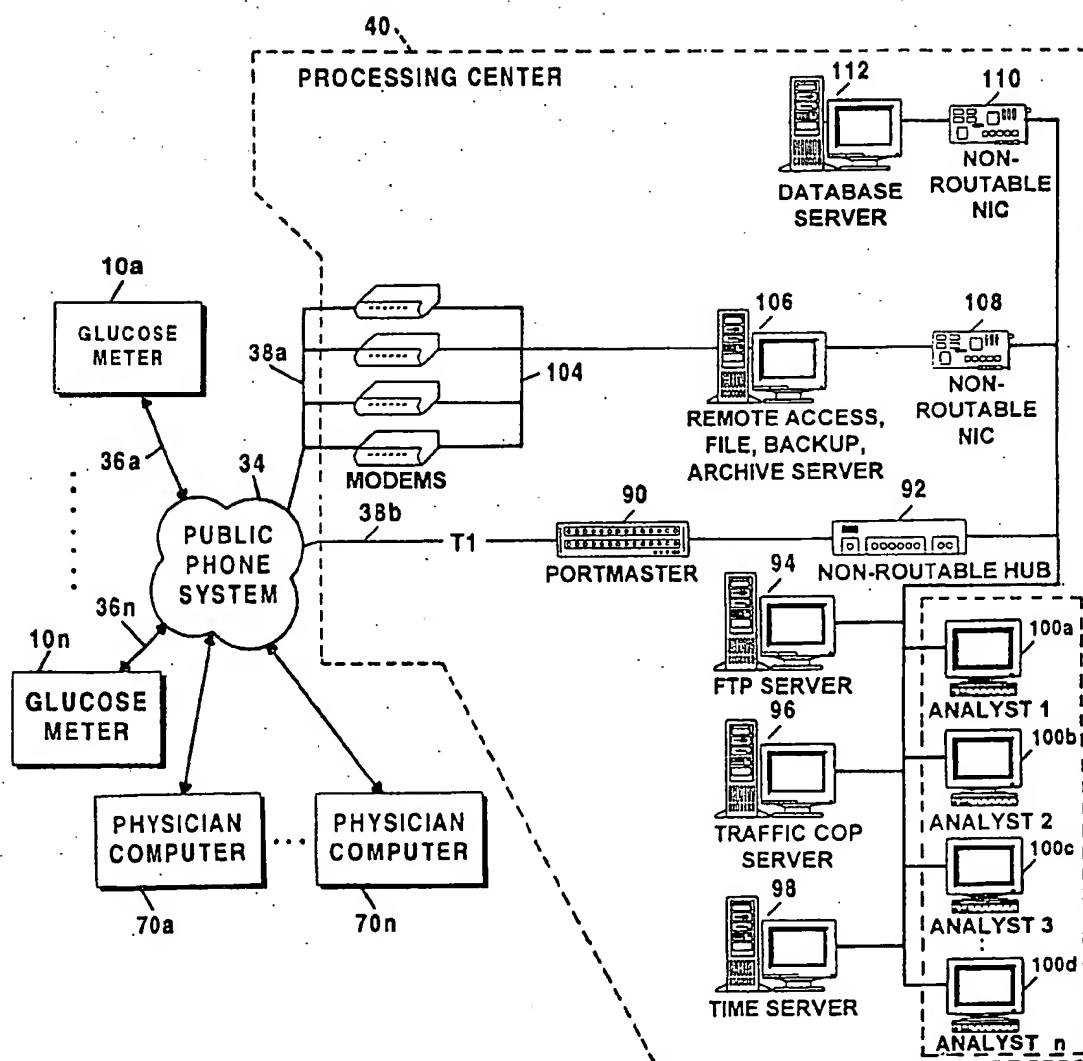 40
PROCESSING CENTER
112
110
DATABASE
SERVER
NON-
ROUTABLE
NIC
10a
GLUCOSE
METER
38a
104
106
108
REMOTE ACCESS,
FILE, BACKUP,
ARCHIVE SERVER
NON-
ROUTABLE
NIC
36a
34
MODEMS
PUBLIC
PHONE
SYSTEM
38b
T1
90
PORTMASTER
92
NON-ROUTABLE HUB
36n
10n
GLUCOSE
METER
94
FTP SERVER
100a
ANALYST 1
96
TRAFFIC COP
SERVER
100b
ANALYST 2
PHYSICIAN
COMPUTER
70a
...
PHYSICIAN
COMPUTER
70n
98
TIME SERVER
100c
ANALYST 3
100d
ANALYST n